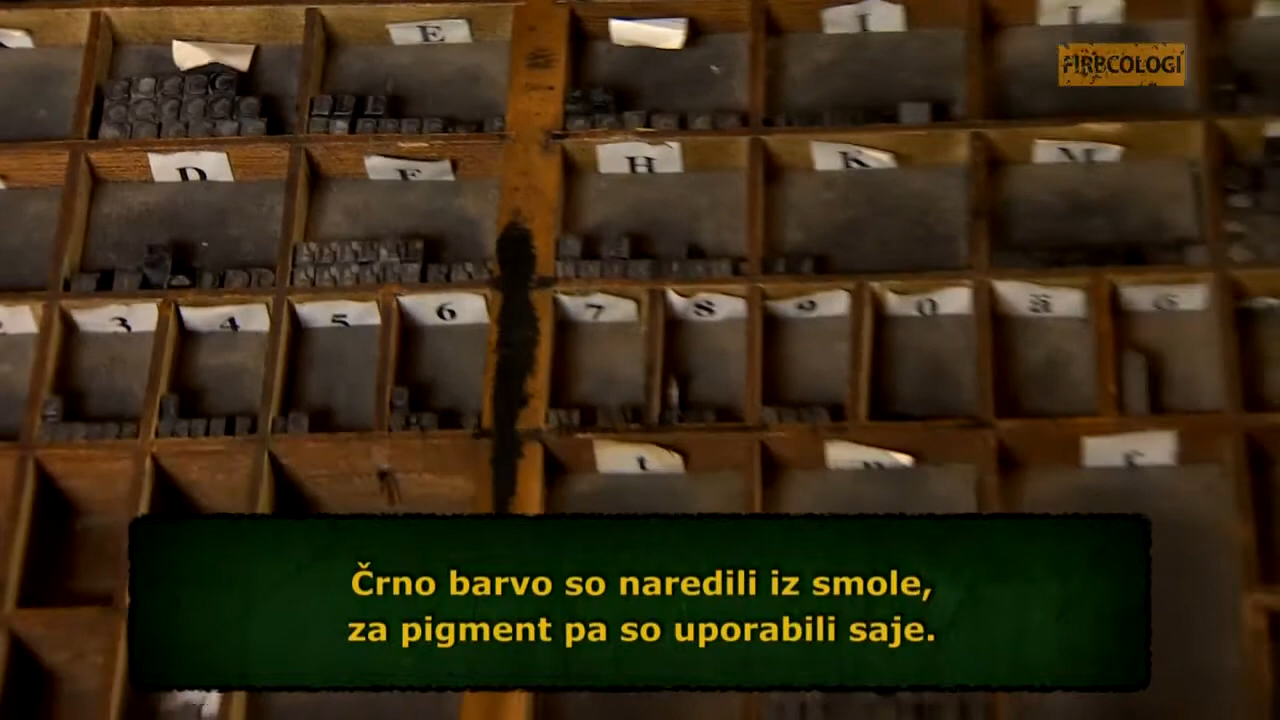 E
I
FIRBCOLOGI
D
F
H
K
M
3
4
5
6
7
8
9
0
Črno barvo so naredili iz smole,
za pigment pa so uporabili saje.